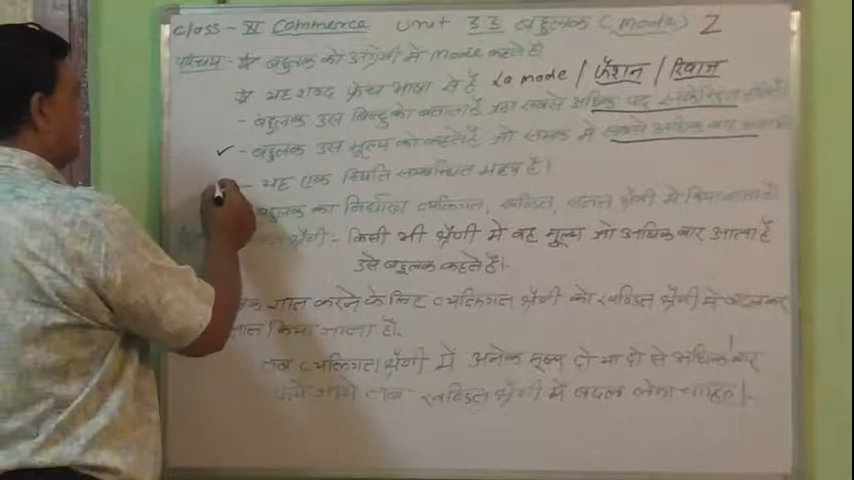 Class - XI Commerce Unit 3.3 बहुलक (Mode) Z
परिचय - * बहुलक को अंग्रेजी में Mode कहते हैं
* यह शब्द फ्रेंच भाषा से है La mode / फैशन / रिवाज
- बहुलक उस बिन्दु को बताता है जहां सबसे अधिक पद
- बहुलक उस मूल्य को कहते है जो समंक में सबसे अधिक बार
- यह एक स्थिति सम्बन्धित माध्य है।
बहुलक का निर्धारण व्यक्तिगत, खण्डित, सतत श्रेणी में किया जाता है
श्रेणी - किसी भी श्रेणी में वह मूल्य जो अधिक बार आता है
उसे बहुलक कहते है।
ज्ञात करने के लिए व्यक्तिगत श्रेणी को खण्डित श्रेणी में बदलकर
ज्ञात किया जाता है।
जब व्यक्तिगत श्रेणी में अनेक मूल्य दो या दो से अधिक बार
जाये तब खण्डित श्रेणी में बदल लेना चाहिए।